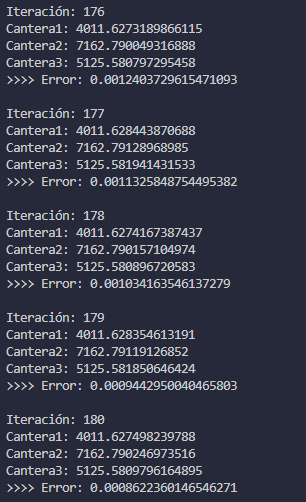 Iteración: 176
Cantera1: 4011.6273189866115
Cantera2: 7162.790049316888
Cantera3: 5125.580797295458
>>>> Error: 0.0012403729615471093
Iteración: 177
Cantera1: 4011.628443870688
Cantera2: 7162.79128968985
Cantera3: 5125.581941431533
>>>> Error: 0.0011325848754495382
Iteración: 178
Cantera1: 4011.6274167387437
Cantera2: 7162.790157104974
Cantera3: 5125.580896720583
>>>> Error: 0.001034163546137279
Iteración: 179
Cantera1: 4011.628354613191
Cantera2: 7162.79119126852
Cantera3: 5125.581850646424
>>>> Error: 0.0009442950040465803
Iteración: 180
Cantera1: 4011.627498239788
Cantera2: 7162.790246973516
Cantera3: 5125.5809796164895
>>>> Error: 0.0008622360146546271